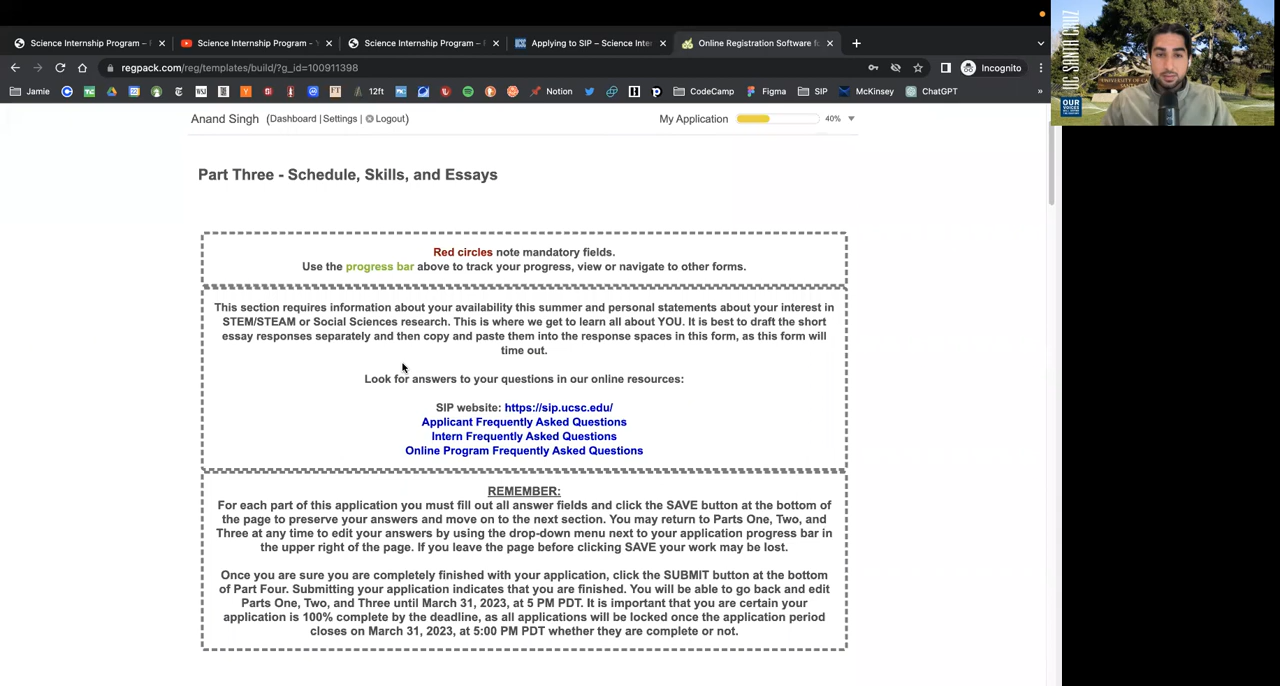 Science Internship Program –
Science Internship Program –
Science Internship Program –
Applying to SIP – Science Inte
Online Registration Software fo
regpack.com/reg/templates/build/?g_id=100911398
Incognito
Jamie
12ft
Notion
CodeCamp
Figma
SIP
McKinsey
ChatGPT
»
UC SANTA CRUZ
OUR
VOICES
Anand Singh (Dashboard | Settings | Logout)
My Application 40%
Part Three - Schedule, Skills, and Essays
Red circles note mandatory fields.
Use the progress bar above to track your progress, view or navigate to other forms.
This section requires information about your availability this summer and personal statements about your interest in
STEM/STEAM or Social Sciences research. This is where we get to learn all about YOU. It is best to draft the short
essay responses separately and then copy and paste them into the response spaces in this form, as this form will
time out.
Look for answers to your questions in our online resources:
SIP website: https://sip.ucsc.edu/
Applicant Frequently Asked Questions
Intern Frequently Asked Questions
Online Program Frequently Asked Questions
REMEMBER:
For each part of this application you must fill out all answer fields and click the SAVE button at the bottom of
the page to preserve your answers and move on to the next section. You may return to Parts One, Two, and
Three at any time to edit your answers by using the drop-down menu next to your application progress bar in
the upper right of the page. If you leave the page before clicking SAVE your work may be lost.
Once you are sure you are completely finished with your application, click the SUBMIT button at the bottom
of Part Four. Submitting your application indicates that you are finished. You will be able to go back and edit
Parts One, Two, and Three until March 31, 2023, at 5 PM PDT. It is important that you are certain your
application is 100% complete by the deadline, as all applications will be locked once the application period
closes on March 31, 2023, at 5:00 PM PDT whether they are complete or not.